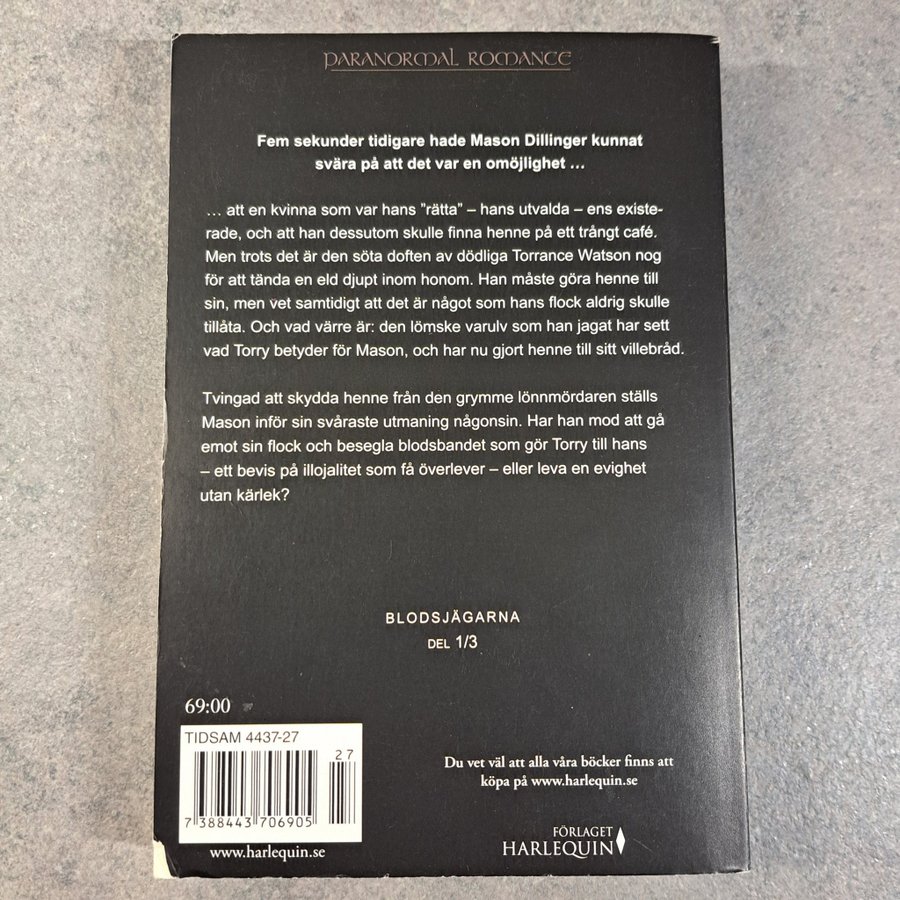 PARANORMAL ROMANCE
Fem sekunder tidigare hade Mason Dillinger kunnat
svära på att det var en omöjlighet …
… att en kvinna som var hans ”rätta” – hans utvalda – ens existe-
rade, och att han dessutom skulle finna henne på ett trångt café.
Men trots det är den söta doften av dödliga Torrance Watson nog
för att tända en eld djupt inom honom. Han måste göra henne till
sin, men vet samtidigt att det är något som hans flock aldrig skulle
tillåta. Och vad värre är: den lömske varulv som han jagat har sett
vad Torry betyder för Mason, och har nu gjort henne till sitt villebråd.
Tvingad att skydda henne från den grymme lönnmördaren ställs
Mason inför sin svåraste utmaning någonsin. Har han mod att gå
emot sin flock och besegla blodsbandet som gör Torry till hans
– ett bevis på illojalitet som få överlever – eller leva en evighet
utan kärlek?
BLODSJÄGARNA
DEL 1/3
69:00
TIDSAM 4437-27
27
7 388443 706905
www.harlequin.se
Du vet väl att alla våra böcker finns att
köpa på www.harlequin.se
FÖRLAGET
HARLEQUIN